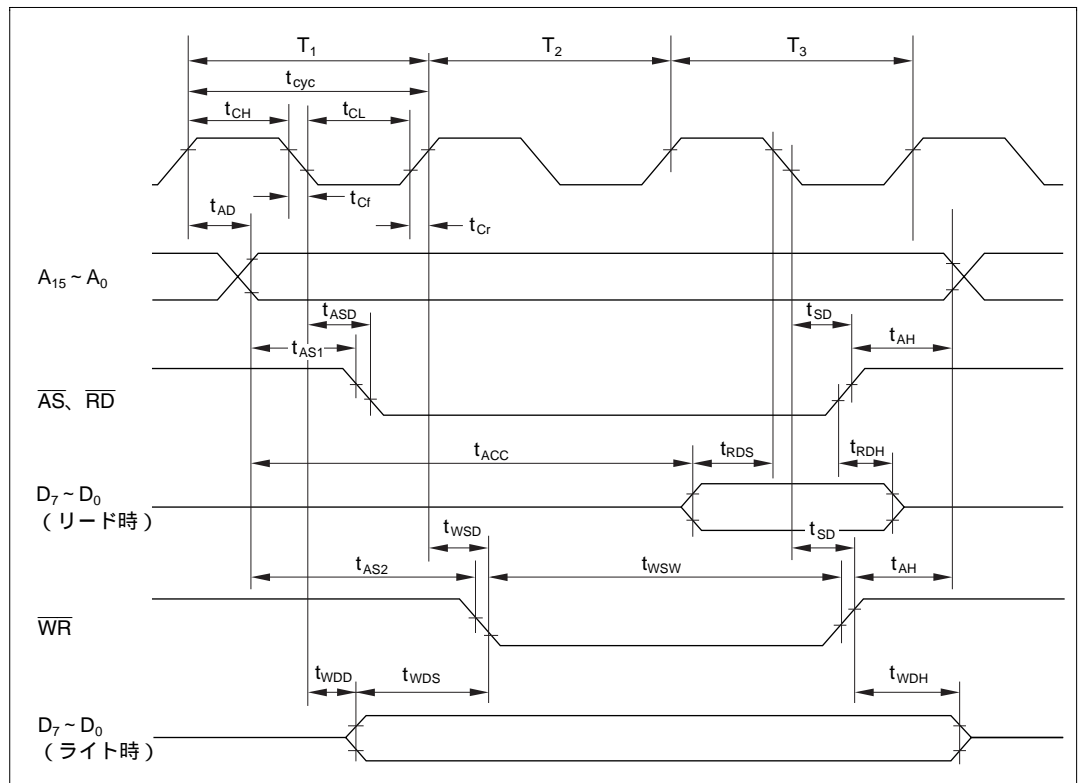 T1 T2 T3
tcyc
tCH tCL
tCf
tAD
tCr
A15~A0
tASD tSD
tAS1 tAH
AS、RD
tACC tRDS tRDH
D7~D0
(リード時)
tWSD tSD
tAS2 tWSW tAH
WR
tWDD tWDS tWDH
D7~D0
(ライト時)